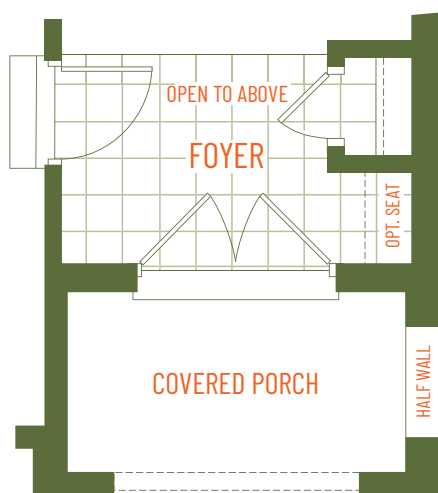 OPEN TO ABOVE
FOYER
OPT. SEAT
COVERED PORCH
HALF WALL